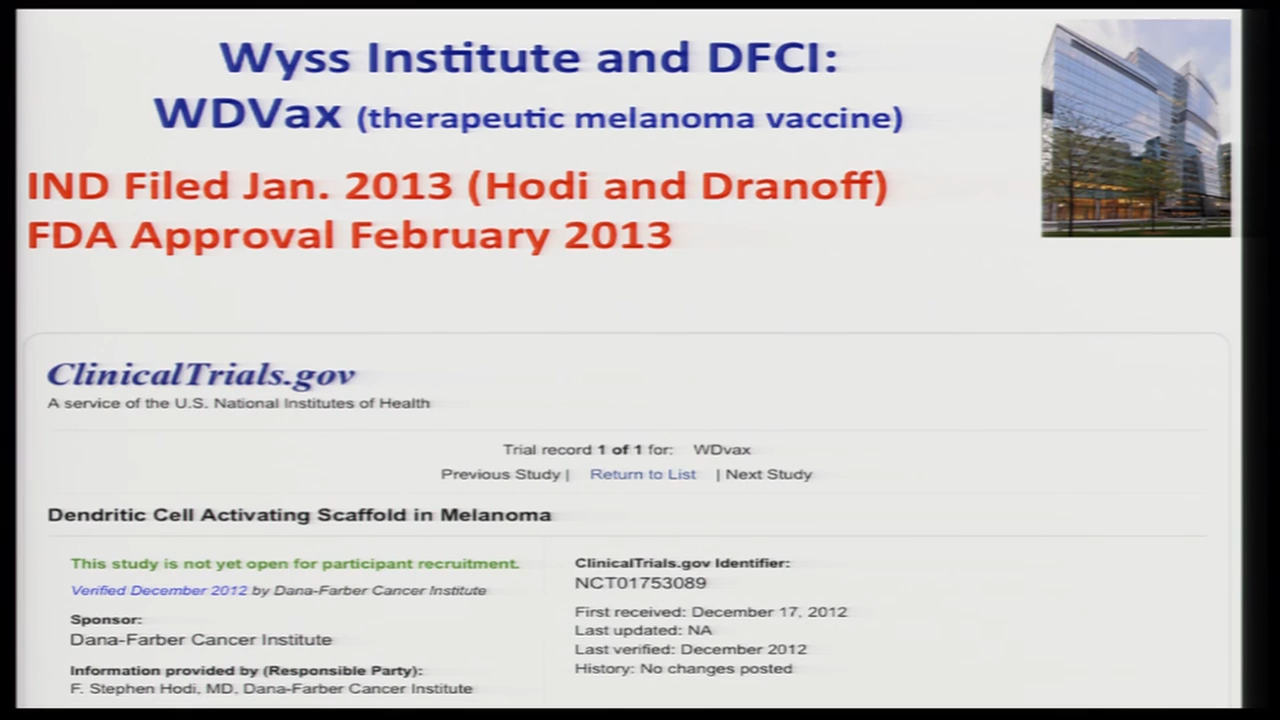 Wyss Institute and DFCI:
WDVax (therapeutic melanoma vaccine)
IND Filed Jan. 2013 (Hodi and Dranoff)
FDA Approval February 2013
ClinicalTrials.gov
A service of the U.S. National Institutes of Health
Trial record 1 of 1 for: WDvax
Previous Study | Return to List | Next Study
Dendritic Cell Activating Scaffold in Melanoma
This study is not yet open for participant recruitment.
Verified December 2012 by Dana-Farber Cancer Institute
Sponsor:
Dana-Farber Cancer Institute
Information provided by (Responsible Party):
F. Stephen Hodi, MD, Dana-Farber Cancer Institute
ClinicalTrials.gov Identifier:
NCT01753089
First received: December 17, 2012
Last updated: NA
Last verified: December 2012
History: No changes posted